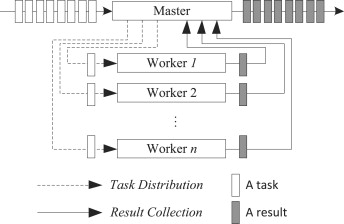 Master
Worker 1
Worker 2
⋮
Worker n
Task Distribution
A task
Result Collection
A result